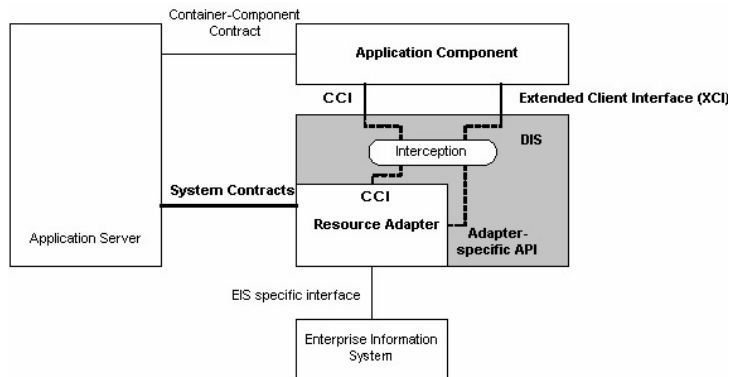 Container-Component
Contract
Application Component
CCI
Extended Client Interface (XCI)
DIS
Interception
System Contracts
CCI
Resource Adapter
Application Server
Adapter-
specific API
EIS specific interface
Enterprise Information
System